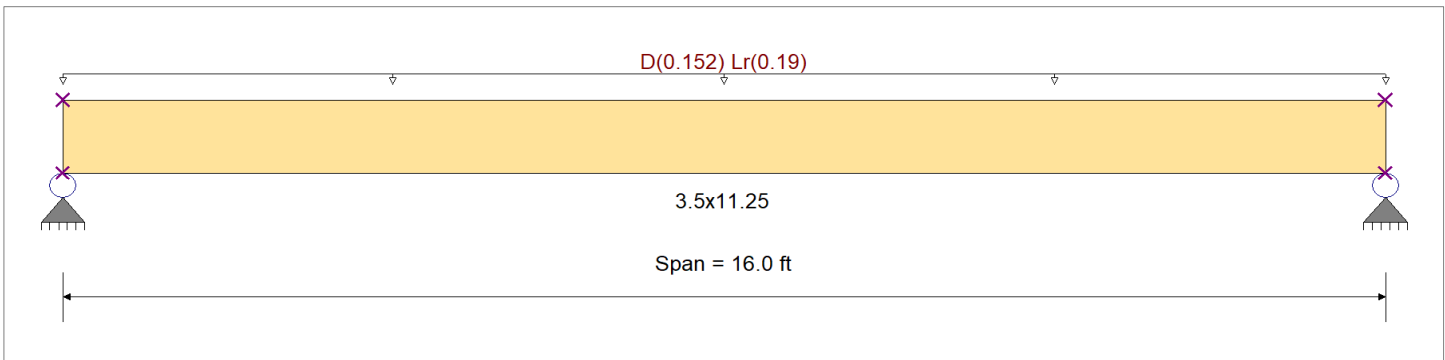 D(0.152) Lr(0.19)
3.5x11.25
Span = 16.0 ft